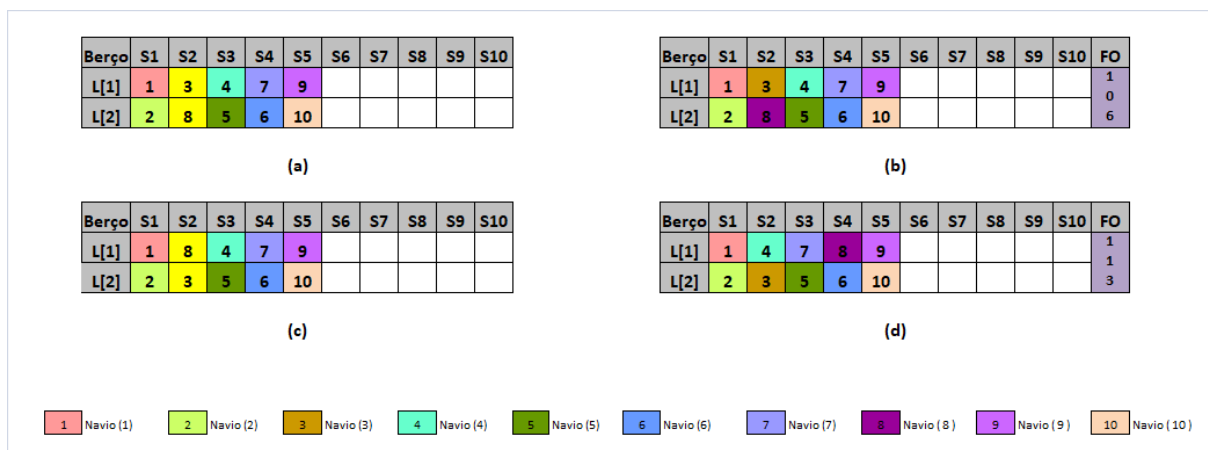 Berço S1 S2 S3 S4 S5 S6 S7 S8 S9 S10
L[1] 1 3 4 7 9
L[2] 2 8 5 6 10
(a)
Berço S1 S2 S3 S4 S5 S6 S7 S8 S9 S10 FO
L[1] 1 3 4 7 9 106
L[2] 2 8 5 6 10
(b)
Berço S1 S2 S3 S4 S5 S6 S7 S8 S9 S10
L[1] 1 8 4 7 9
L[2] 2 3 5 6 10
(c)
Berço S1 S2 S3 S4 S5 S6 S7 S8 S9 S10 FO
L[1] 1 4 7 8 9 113
L[2] 2 3 5 6 10
(d)
1 Navio (1) 2 Navio (2) 3 Navio (3) 4 Navio (4) 5 Navio (5) 6 Navio (6) 7 Navio (7) 8 Navio ( 8 ) 9 Navio ( 9 ) 10 Navio ( 10 )